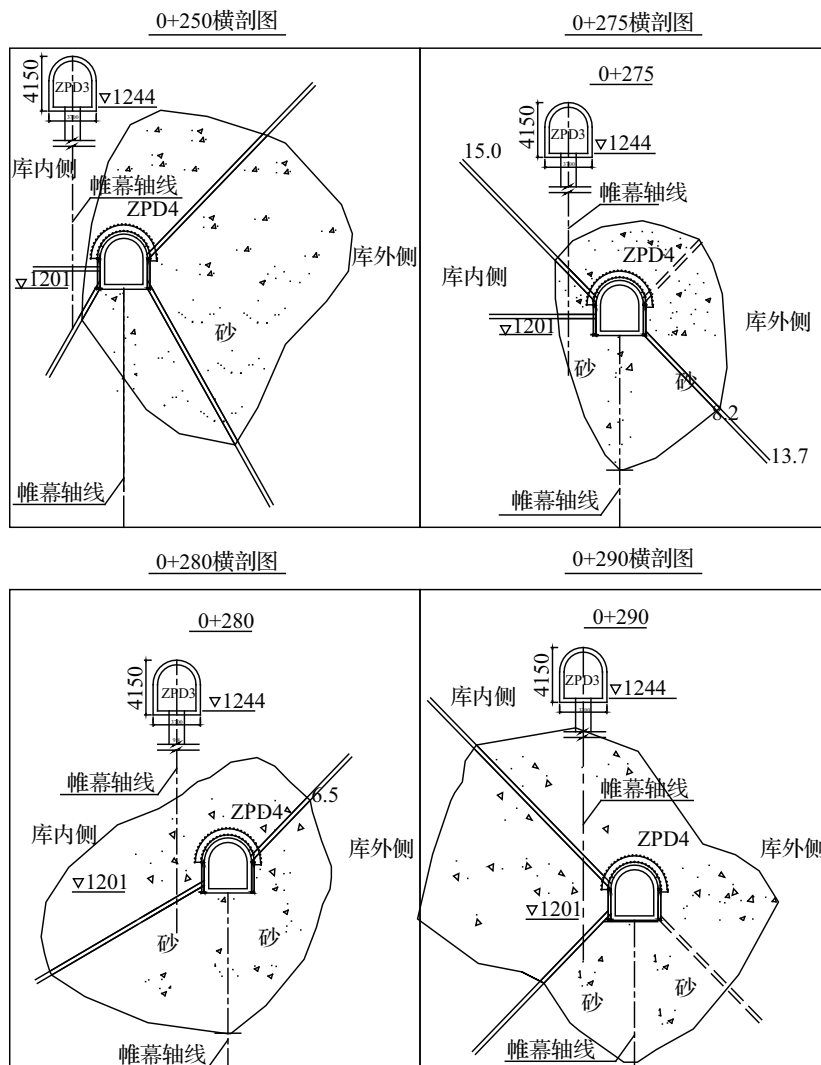 0+250横剖图
4150
ZPD3
▽1244
库内侧
帷幕轴线
ZPD4
库外侧
▽1201
砂
帷幕轴线
0+275横剖图
0+275
4150
ZPD3
▽1244
15.0
帷幕轴线
ZPD4
库内侧
库外侧
▽1201
砂
砂
8.2
13.7
帷幕轴线
0+280横剖图
0+280
4150
ZPD3
▽1244
帷幕轴线
6.5
ZPD4
库内侧
库外侧
▽1201
砂
砂
帷幕轴线
0+290横剖图
0+290
4150
ZPD3
▽1244
库内侧
帷幕轴线
ZPD4
库外侧
▽1201
砂
砂
帷幕轴线